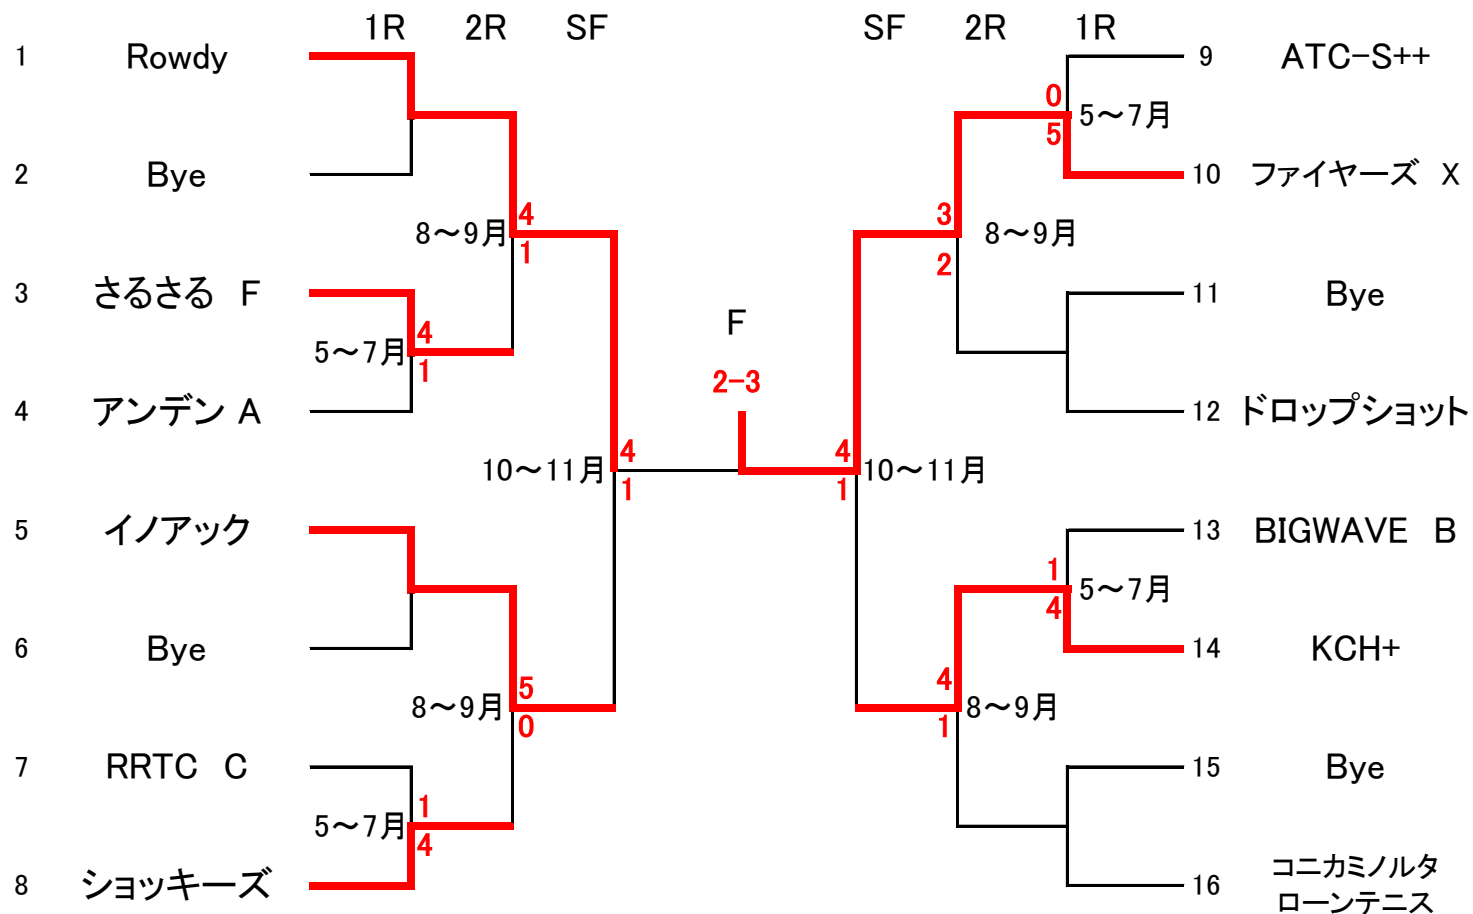 1R 2R SF SF 2R 1R
1 Rowdy 9 ATC-S++
0
5～7月
5
2 Bye 10 ファイヤーズ X
4 3
8～9月 8～9月
1 2
3 さるさる F 11 Bye
F
4
5～7月
1
2-3
4 アンデン A 12 ドロップショット
4 4
10～11月 10～11月
1 1
5 イノアック 13 BIGWAVE B
1
5～7月
4
6 Bye 14 KCH+
5 4
8～9月 8～9月
0 1
7 RRTC C 15 Bye
1
5～7月
4
8 ショッキーズ 16 コニカミノルタ
ローンテニス